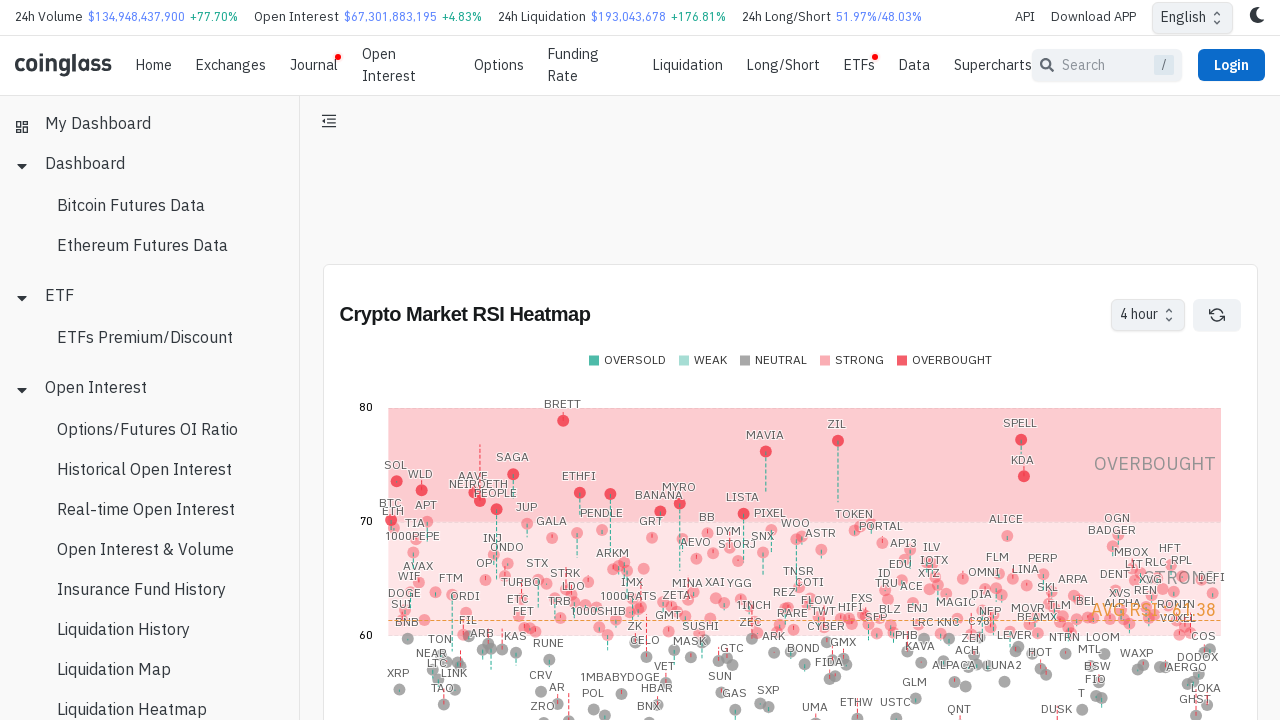 24h Volume $134,948,437,900 +77.70% Open Interest $67,301,883,195 +4.83% 24h Liquidation $193,043,678 +176.81% 24h Long/Short 51.97%/48.03% API Download APP English
coinglass Home Exchanges Journal Open Interest Options Funding Rate Liquidation Long/Short ETFs Data Supercharts Search / Login
My Dashboard
Dashboard
Bitcoin Futures Data
Ethereum Futures Data
ETF
ETFs Premium/Discount
Open Interest
Options/Futures OI Ratio
Historical Open Interest
Real-time Open Interest
Open Interest & Volume
Insurance Fund History
Liquidation History
Liquidation Map
Liquidation Heatmap
Crypto Market RSI Heatmap 4 hour
OVERSOLD WEAK NEUTRAL STRONG OVERBOUGHT
80
BRETT
ZIL SPELL
MAVIA
SAGA KDA OVERBOUGHT
SOL WLD AAVE ETHFI
NEIROETH MYRO
PEOPLE BANANA LISTA
BTC ETH APT JUP PENDLE PIXEL TOKEN
70 TIA GALA GRT BB WOO PORTAL ALICE OGN
1000PEPE INJ DYM SNX ASTR BADGER
ONDO ARKM AEVO STORJ API3 ILV MBOX HFT
AVAX OP STX EDU IOTX FLM PERP LIT RLC RPL
WIF FTM TURBO STRK IMX MINA XAI YGG TNSR ID XTZ OMNI LINA DENT XVG STRONG DEFI
DOGE ORDI ETC LDO 1000RATS ZETA REZ COTI TRU ACE DIA SKL ARPA XVS REN
SUI FET TRB 1000SHIB GMT 1INCH RARE FLOW FXS BLZ ENJ MAGIC NFP MOVR TLM BEL ALPHA RONIN
BNB FIL ZK SUSHI ZEC TWT HIFI SFP LRC KNC C98 BEAMX VOXEL
60 TON ARB KAS RUNE CELO MASK ARK CYBER GMX PHB ZEN LEVER NTRN LOOM COS
NEAR GTC BOND KAVA ACH HOT MTL WAXP DODOX
XRP LTC LINK CRV 1MBABYDOGE VET SUN FIDA ALPACA LUNA2 BSW AERGO
TAO AR POL HBAR GAS SXP GLM FIO LOKA
ZRO BNX UMA ETHW USTC QNT DUSK T GHST